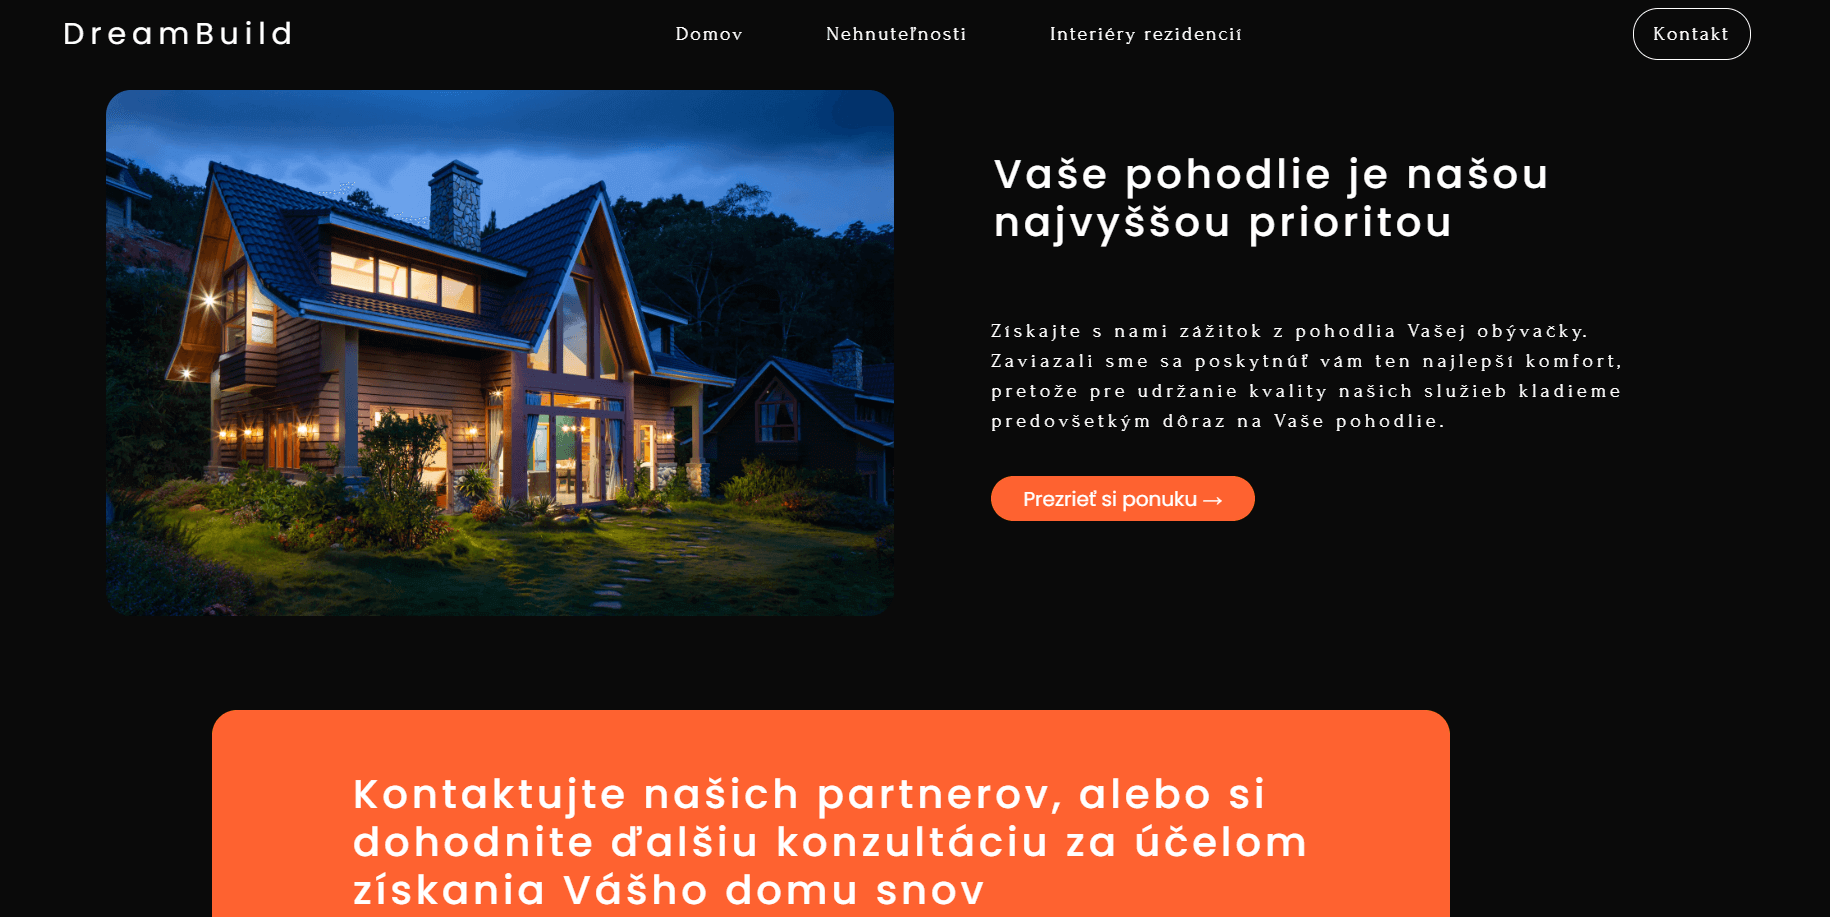 DreamBuild
Domov
Nehnuteľnosti
Interiéry rezidencií
Kontakt
Vaše pohodlie je našou
najvyššou prioritou
Získajte s nami zážitok z pohodlia Vašej obývačky.
Zaviazali sme sa poskytnúť vám ten najlepší komfort,
pretože pre udržanie kvality našich služieb kladieme
predovšetkým dôraz na Vaše pohodlie.
Prezrieť si ponuku →
Kontaktujte našich partnerov, alebo si
dohodnite ďalšiu konzultáciu za účelom
získania Vášho domu snov